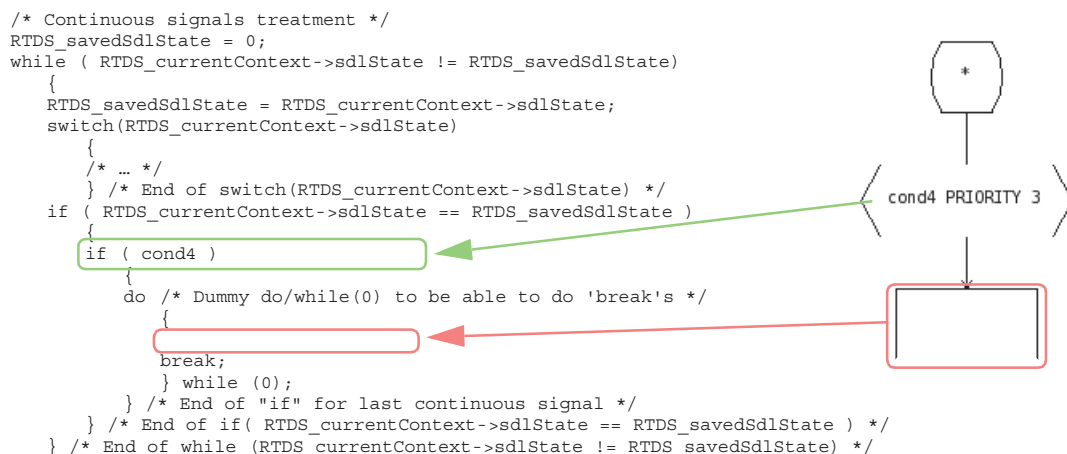 /* Continuous signals treatment */
RTDS_savedSdlState = 0;
while ( RTDS_currentContext->sdlState != RTDS_savedSdlState)
{
RTDS_savedSdlState = RTDS_currentContext->sdlState;
switch(RTDS_currentContext->sdlState)
{
/* … */
} /* End of switch(RTDS_currentContext->sdlState) */
if ( RTDS_currentContext->sdlState == RTDS_savedSdlState )
{
if ( cond4 )
{
do /* Dummy do/while(0) to be able to do 'break's */
{
break;
} while (0);
} /* End of "if" for last continuous signal */
} /* End of if( RTDS_currentContext->sdlState == RTDS_savedSdlState ) */
} /* End of while (RTDS_currentContext->sdlState != RTDS_savedSdlState) */
*
cond4 PRIORITY 3